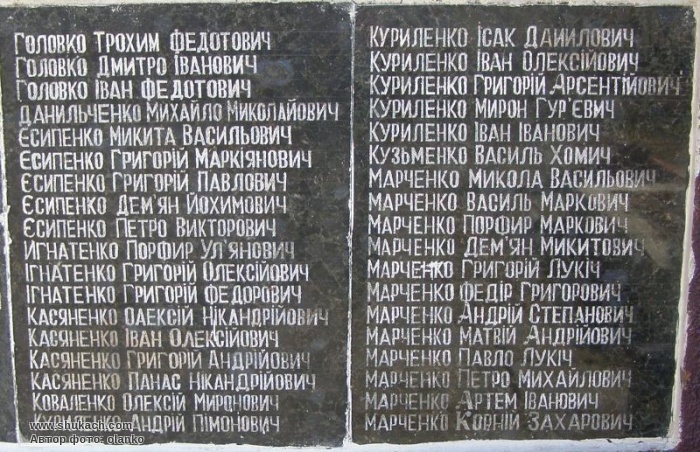 Головко Трохим Федотович
Головко Дмитро Іванович
Головко Іван Федотович
Данильченко Михайло Миколайович
Єсипенко Микита Васильович
Єсипенко Григорій Маркіянович
Єсипенко Григорій Павлович
Єсипенко Дем'ян Йохимович
Єсипенко Петро Викторович
Игнатенко Порфир Ул'янович
Ігнатенко Григорій Олексійович
Ігнатенко Григорій Федорович
Касяненко Олексій Нікандрійович
Касяненко Іван Олексійович
Касяненко Григорій Андрійович
Касяненко Панас Нікандрійович
Коваленко Олексій Миронович
Куриленко Андрій Пімонович
Куриленко Ісак Данилович
Куриленко Іван Олексійович
Куриленко Григорій Арсентійович
Куриленко Мирон Гур'євич
Куриленко Іван Іванович
Кузьменко Василь Хомич
Марченко Микола Васильович
Марченко Василь Маркович
Марченко Порфир Маркович
Марченко Дем'ян Микитович
Марченко Григорій Лукіч
Марченко Федір Григорович
Марченко Андрій Степанович
Марченко Матвій Андрійович
Марченко Павло Лукіч
Марченко Петро Михайлович
Марченко Артем Іванович
Марченко Корній Захарович
www.shukach.com
Автор фото: olanko